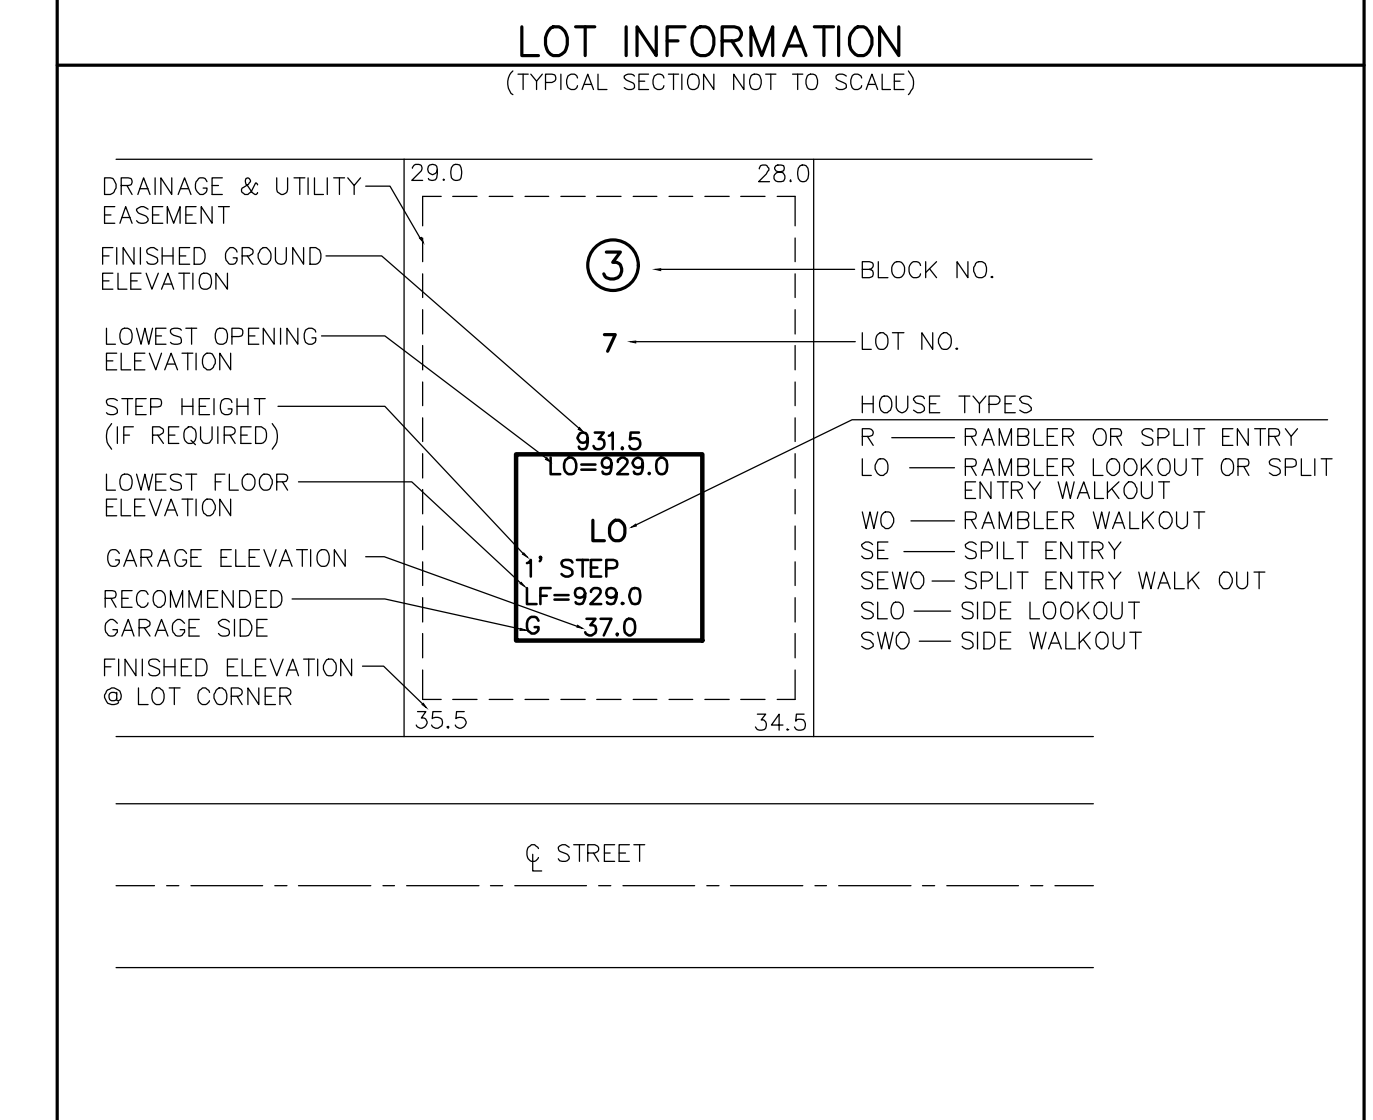 LOT INFORMATION
(TYPICAL SECTION NOT TO SCALE)
29.0
28.0
DRAINAGE & UTILITY
EASEMENT
FINISHED GROUND
ELEVATION
3
BLOCK NO.
LOWEST OPENING
ELEVATION
7
LOT NO.
STEP HEIGHT
(IF REQUIRED)
931.5
LO=929.0
LOWEST FLOOR
ELEVATION
LO
1' STEP
GARAGE ELEVATION
LF=929.0
RECOMMENDED
GARAGE SIDE
G
37.0
FINISHED ELEVATION
@ LOT CORNER
35.5
34.5
HOUSE TYPES
R RAMBLER OR SPLIT ENTRY
LO RAMBLER LOOKOUT OR SPLIT
ENTRY WALKOUT
WO RAMBLER WALKOUT
SE SPILT ENTRY
SEWO SPLIT ENTRY WALK OUT
SLO SIDE LOOKOUT
SWO SIDE WALKOUT
℄ STREET